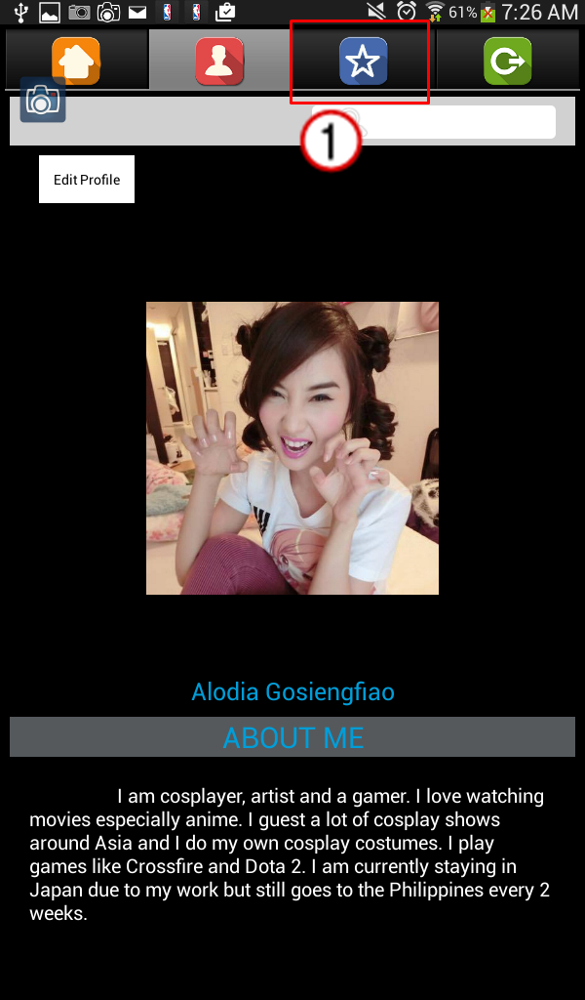 61% 7:26 AM
1
Edit Profile
Alodia Gosiengfiao
ABOUT ME
I am cosplayer, artist and a gamer. I love watching
movies especially anime. I guest a lot of cosplay shows
around Asia and I do my own cosplay costumes. I play
games like Crossfire and Dota 2. I am currently staying in
Japan due to my work but still goes to the Philippines every 2
weeks.